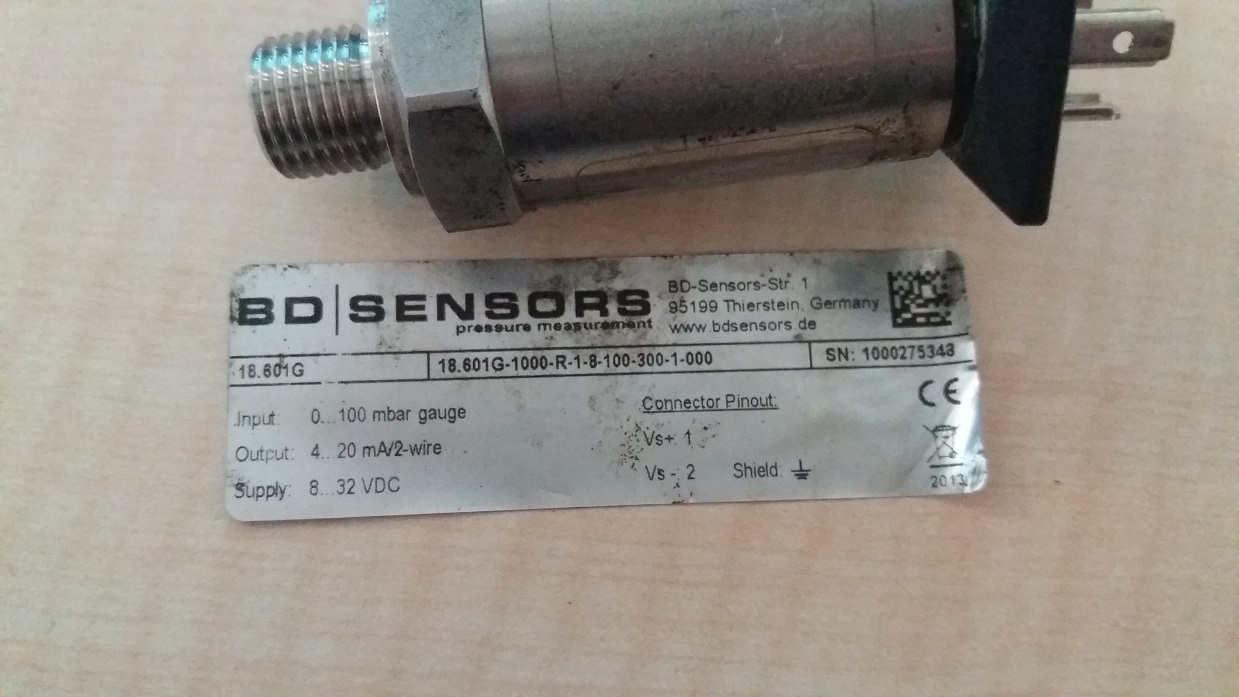 BD|SENSORS
pressure measurement
BD-Sensors-Str. 1
95199 Thierstein, Germany
www.bdsensors.de
18.601G
18.601G-1000-R-1-8-100-300-1-000
SN: 1000275343
Input: 0...100 mbar gauge
Output: 4...20 mA/2-wire
Supply: 8...32 VDC
Connector Pinout:
Vs+: 1
Vs -: 2 Shield:
CE
2013